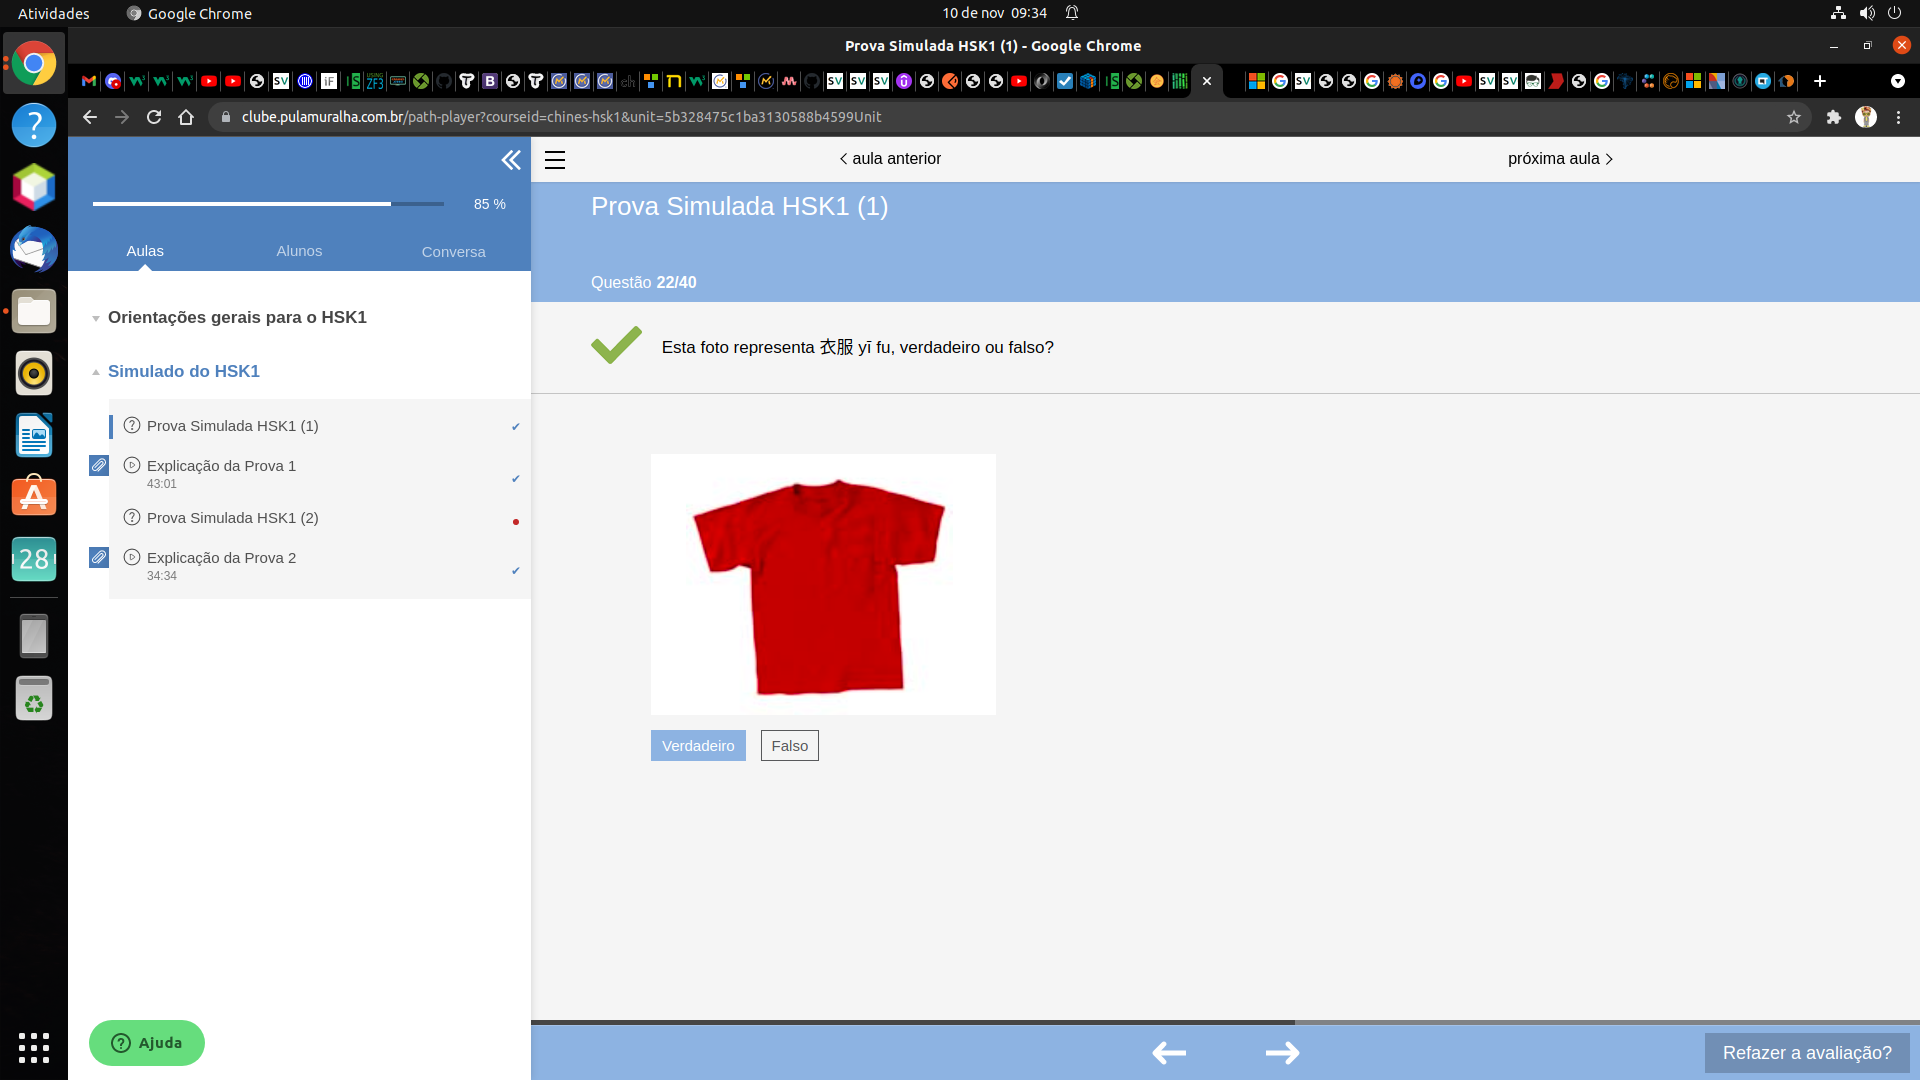 Atividades
Google Chrome
10 de nov 09:34
Prova Simulada HSK1 (1) - Google Chrome
clube.pulamuralha.com.br/path-player?courseid=chines-hsk1&unit=5b328475c1ba3130588b4599Unit
85 %
Aulas
Alunos
Conversa
Orientações gerais para o HSK1
Simulado do HSK1
Prova Simulada HSK1 (1)
Explicação da Prova 1
43:01
Prova Simulada HSK1 (2)
Explicação da Prova 2
34:34
28
Ajuda
aula anterior
próxima aula
Prova Simulada HSK1 (1)
Questão 22/40
Esta foto representa 衣服 yī fu, verdadeiro ou falso?
Verdadeiro
Falso
Refazer a avaliação?